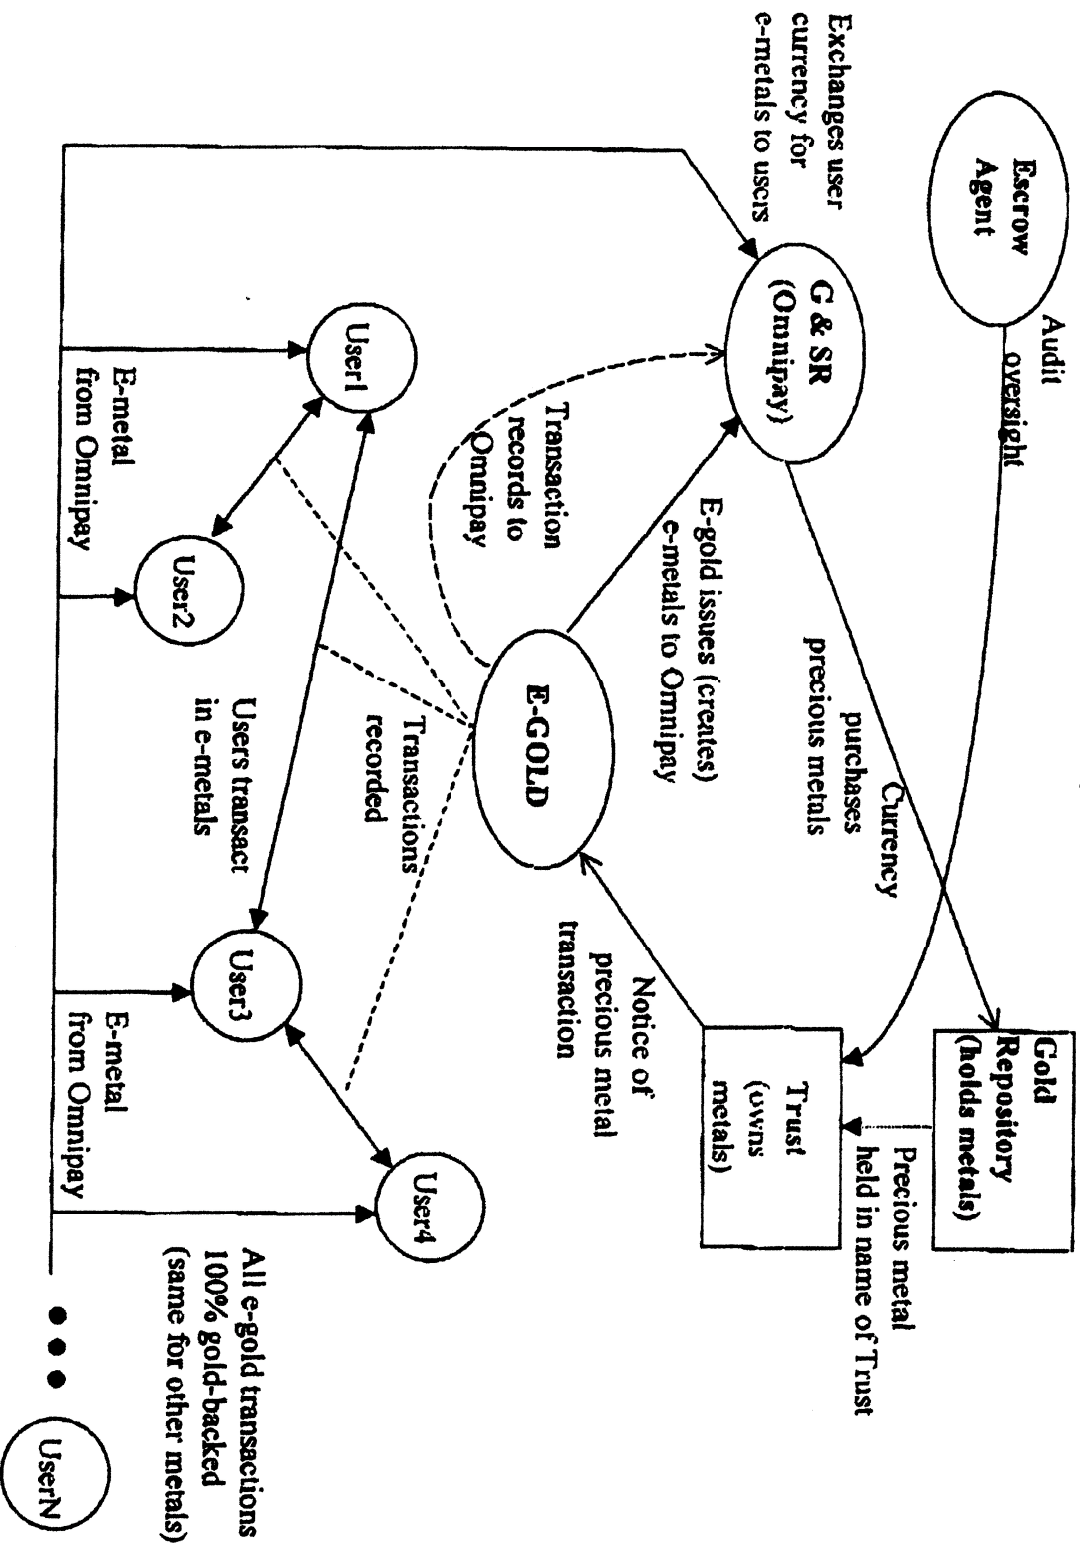 Escrow
Agent
Audit
oversight
Gold
Repository
(holds metals)
Precious metal
held in name of Trust
Exchanges user
currency for
e-metals to users
G & SR
(Omnipay)
Currency
purchases
precious metals
Trust
(owns
metals)
E-gold issues (creates)
e-metals to Omnipay
Notice of
precious metal
transaction
Transaction
records to
Omnipay
E-GOLD
Transactions
recorded
User1
User2
User3
User4
Users transact
in e-metals
E-metal
from Omnipay
E-metal
from Omnipay
All e-gold transactions
100% gold-backed
(same for other metals)
UserN